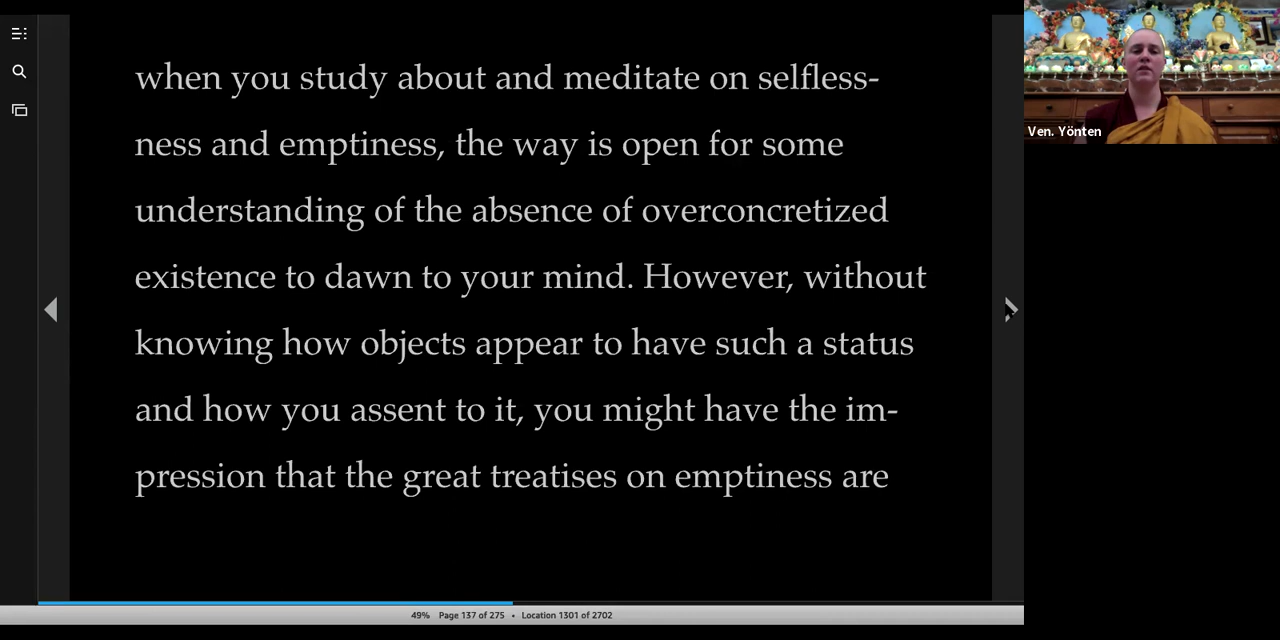 when you study about and meditate on selfless-
ness and emptiness, the way is open for some
understanding of the absence of overconcretized
existence to dawn to your mind. However, without
knowing how objects appear to have such a status
and how you assent to it, you might have the im-
pression that the great treatises on emptiness are
49% Page 137 of 275 • Location 1301 of 2702
Ven. Yönten